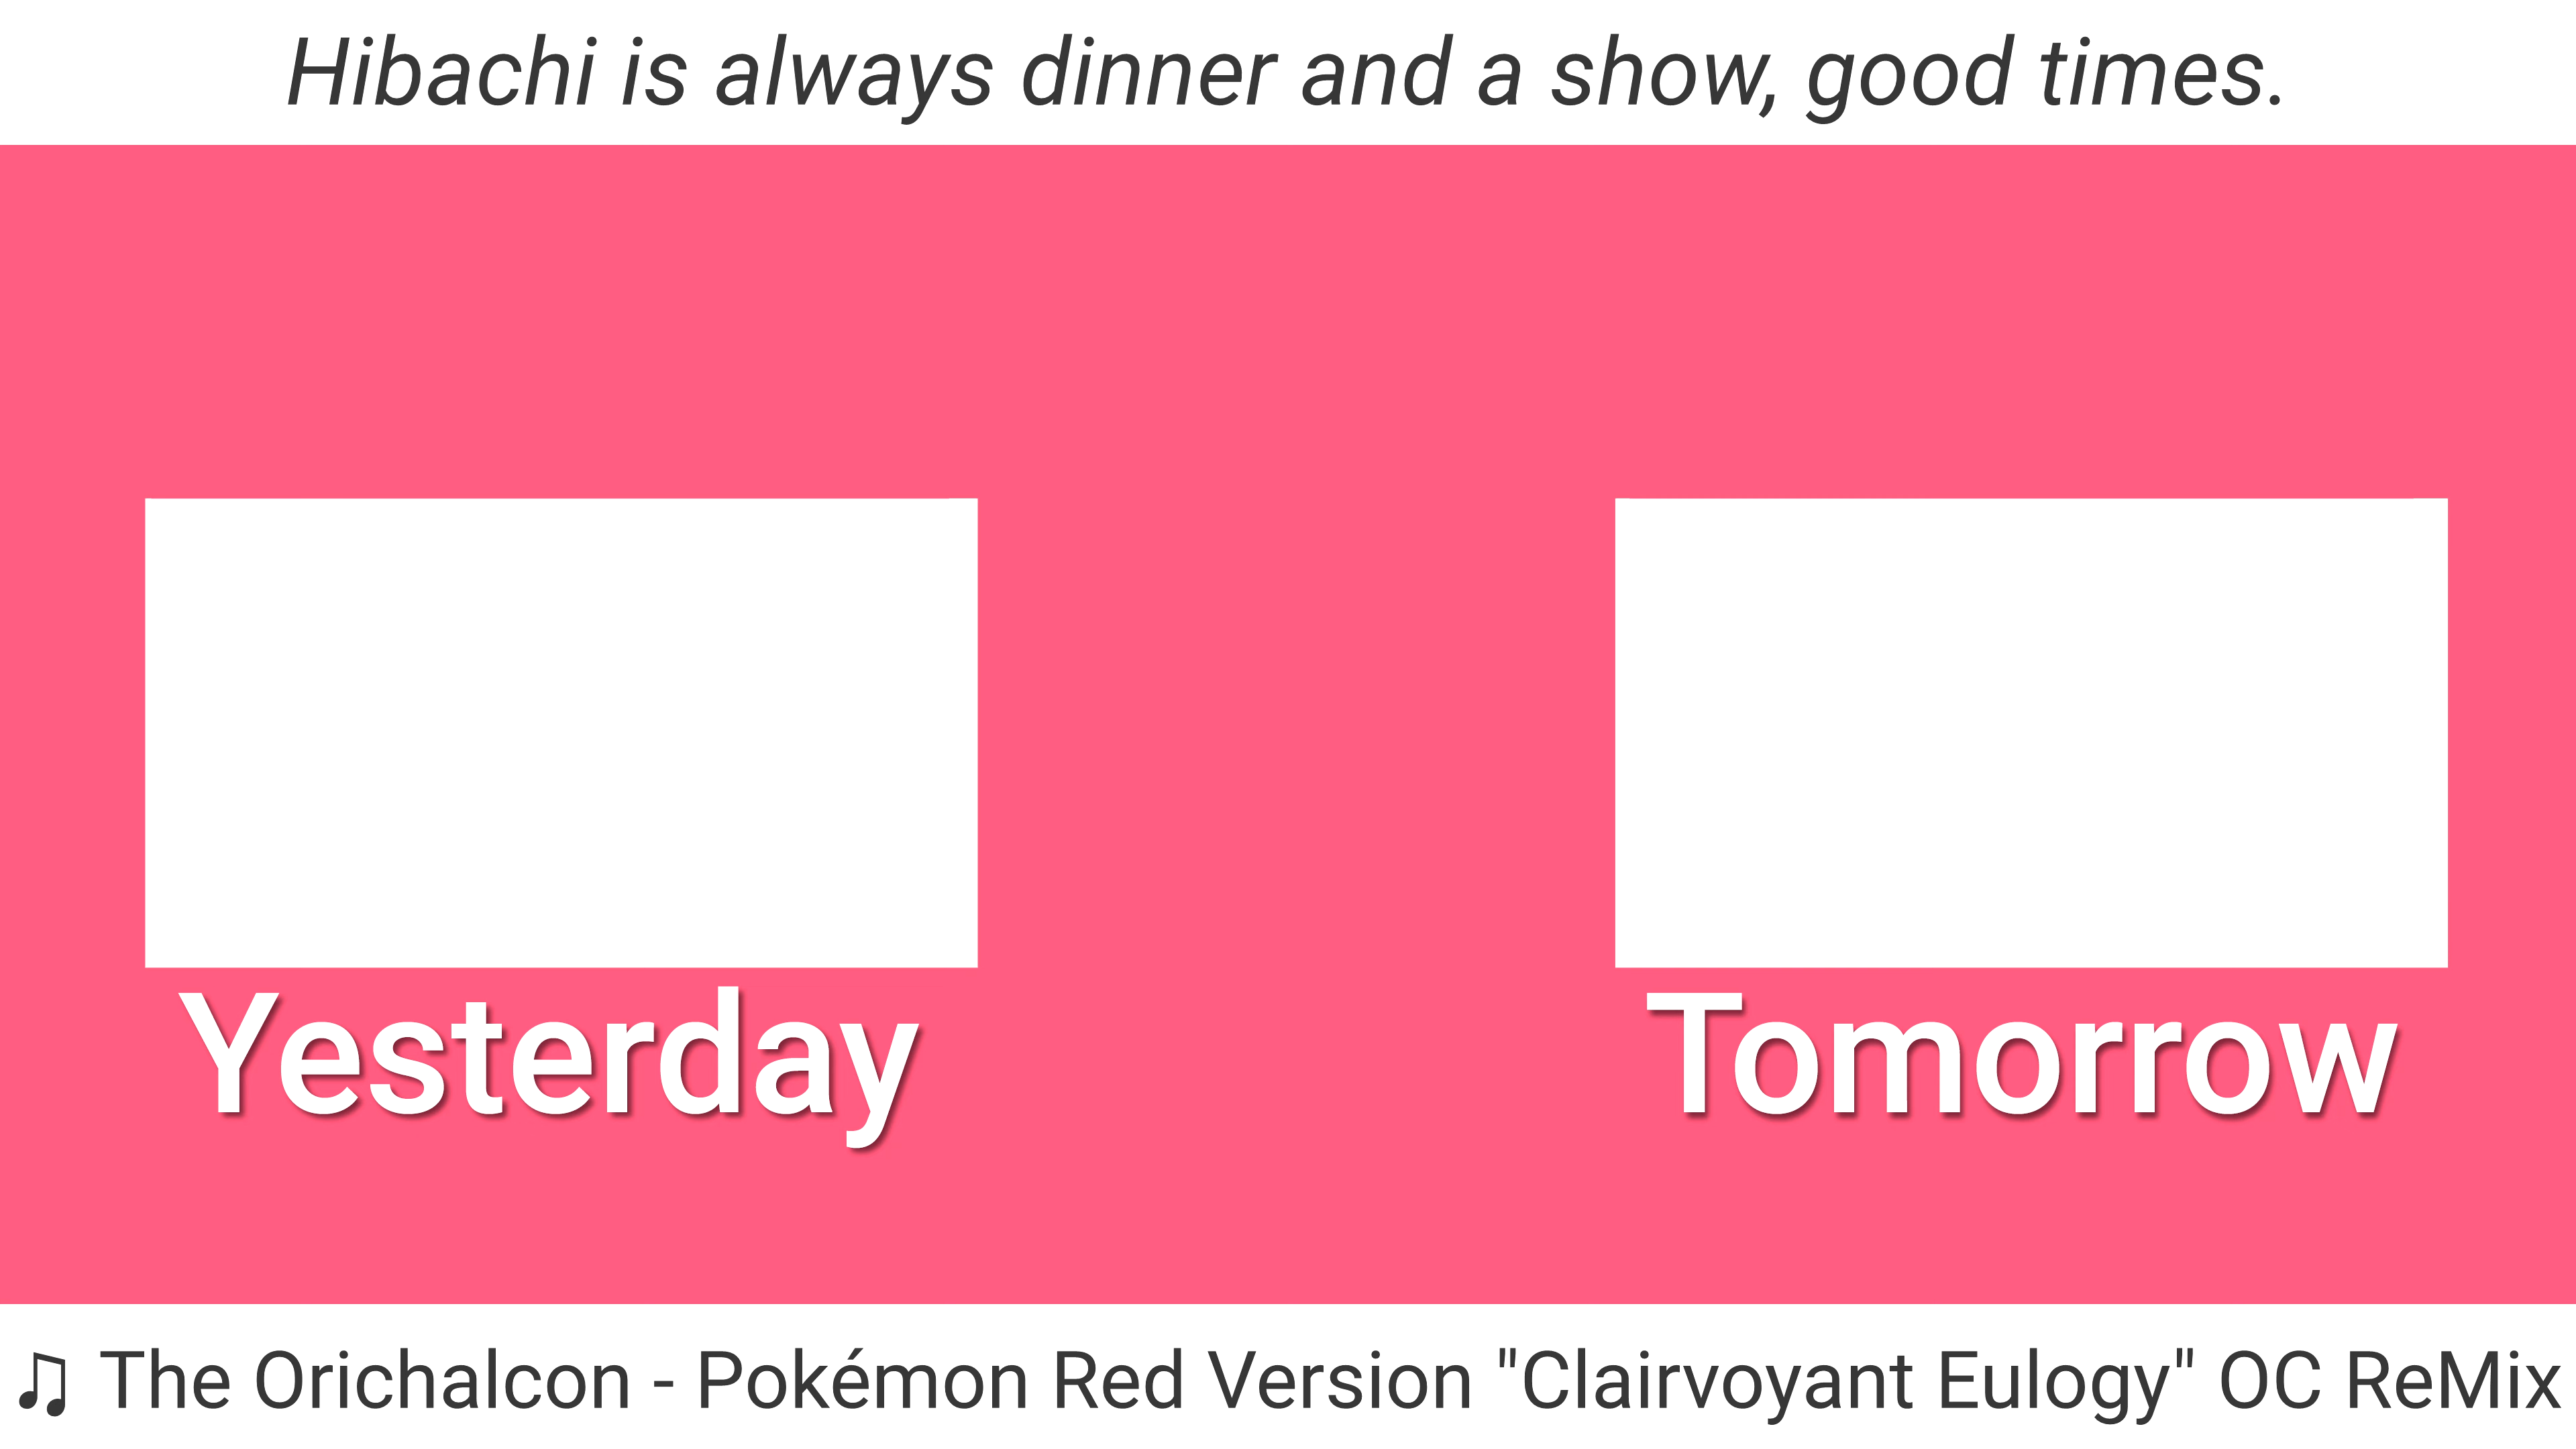 Hibachi is always dinner and a show, good times.
Yesterday
Tomorrow
♫ The Orichalcon - Pokémon Red Version "Clairvoyant Eulogy" OC ReMix